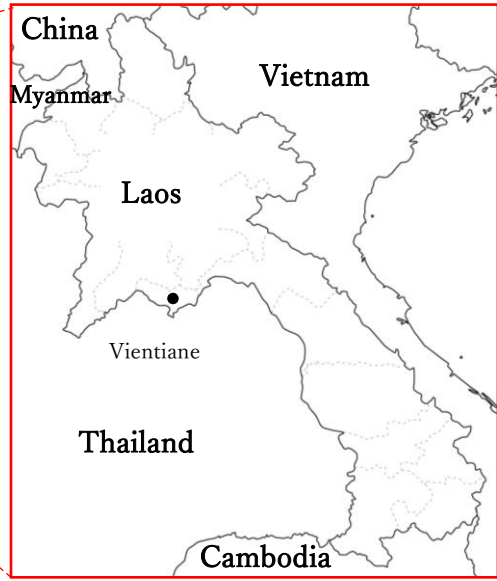 China
Vietnam
Myanmar
Laos
Vientiane
Thailand
Cambodia